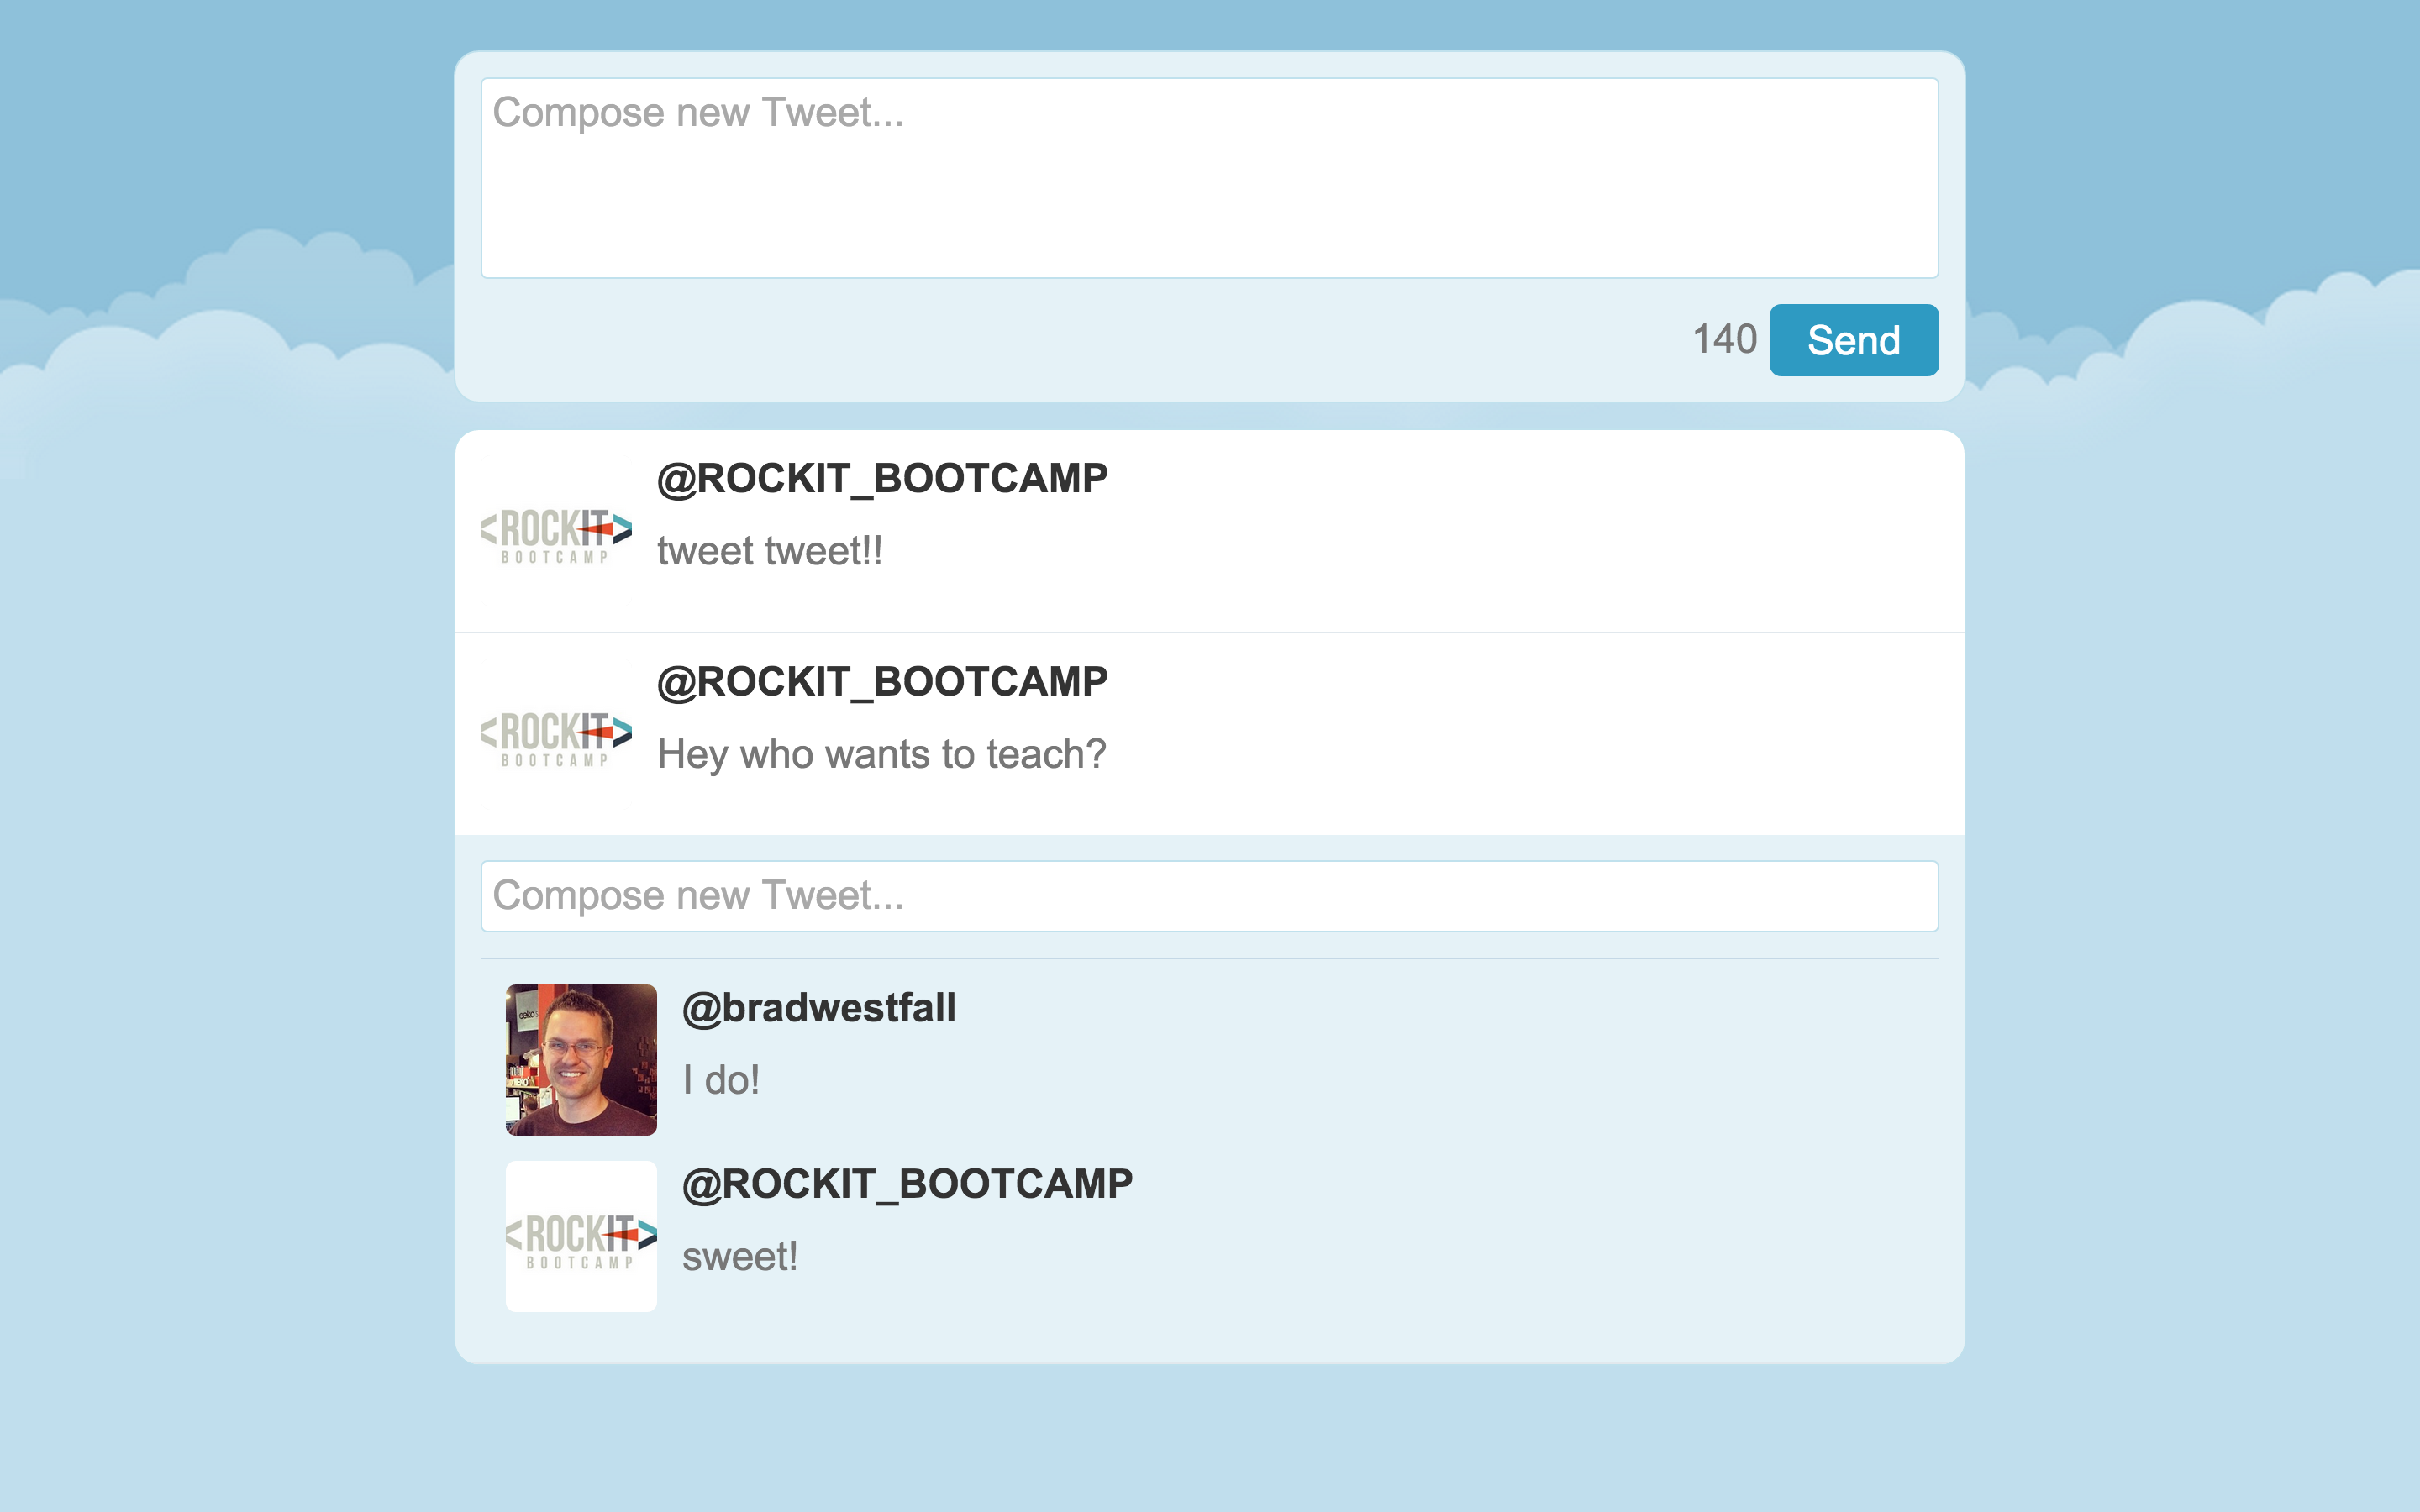 Compose new Tweet...
140 Send
@ROCKIT_BOOTCAMP
<ROCKIT>
BOOTCAMP
tweet tweet!!
@ROCKIT_BOOTCAMP
<ROCKIT>
BOOTCAMP
Hey who wants to teach?
Compose new Tweet...
@bradwestfall
eeko
I do!
@ROCKIT_BOOTCAMP
<ROCKIT>
BOOTCAMP
sweet!